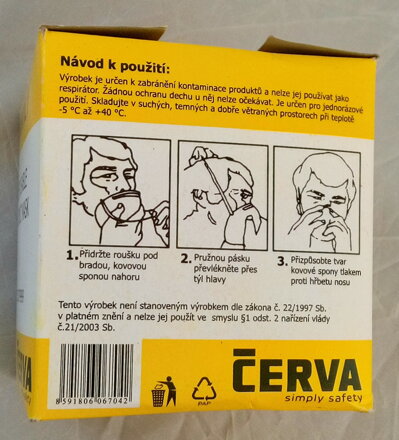 Návod k použití:
Výrobek je určen k zabránění kontaminace produktů a nelze jej používat jako
respirátor. Žádnou ochranu dechu u něj nelze očekávat. Je určen pro jednorázové
použití. Skladujte v suchých, temných a dobře větraných prostorech při teplotě
-5 °C až +40 °C.
1. Přidržte roušku pod
bradou, kovovou
sponou nahoru
2. Pružnou pásku
převlékněte přes
týl hlavy
3. Přizpůsobte tvar
kovové spony tlakem
proti hřbetu nosu
Tento výrobek není stanoveným výrobkem dle zákona č. 22/1997 Sb.
v platném znění a nelze jej použít ve smyslu §1 odst. 2 nařízení vlády
č.21/2003 Sb.
8591806067042
PAP
ČERVA
simply safety